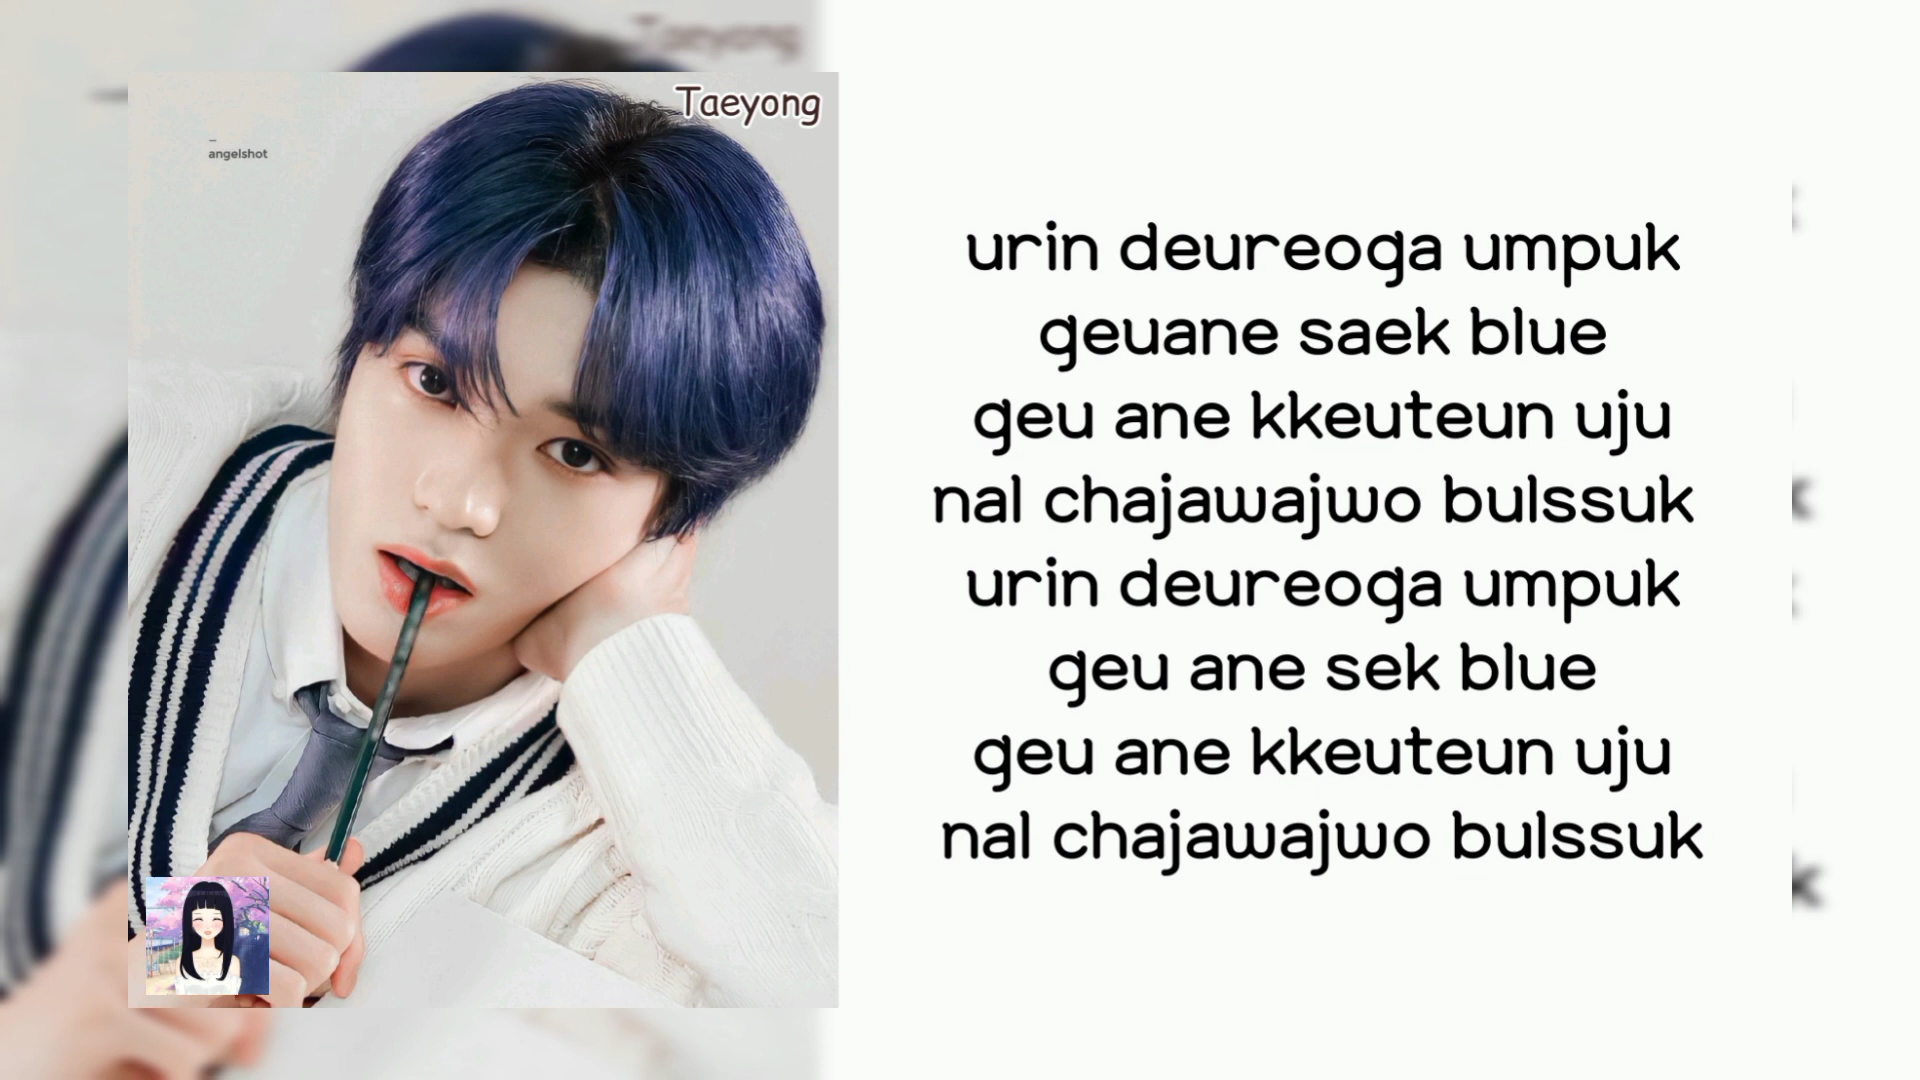 Taeyong
angelshot
urin deureoga umpuk
geuane saek blue
geu ane kkeuteun uju
nal chajawajwo bulssuk
urin deureoga umpuk
geu ane sek blue
geu ane kkeuteun uju
nal chajawajwo bulssuk